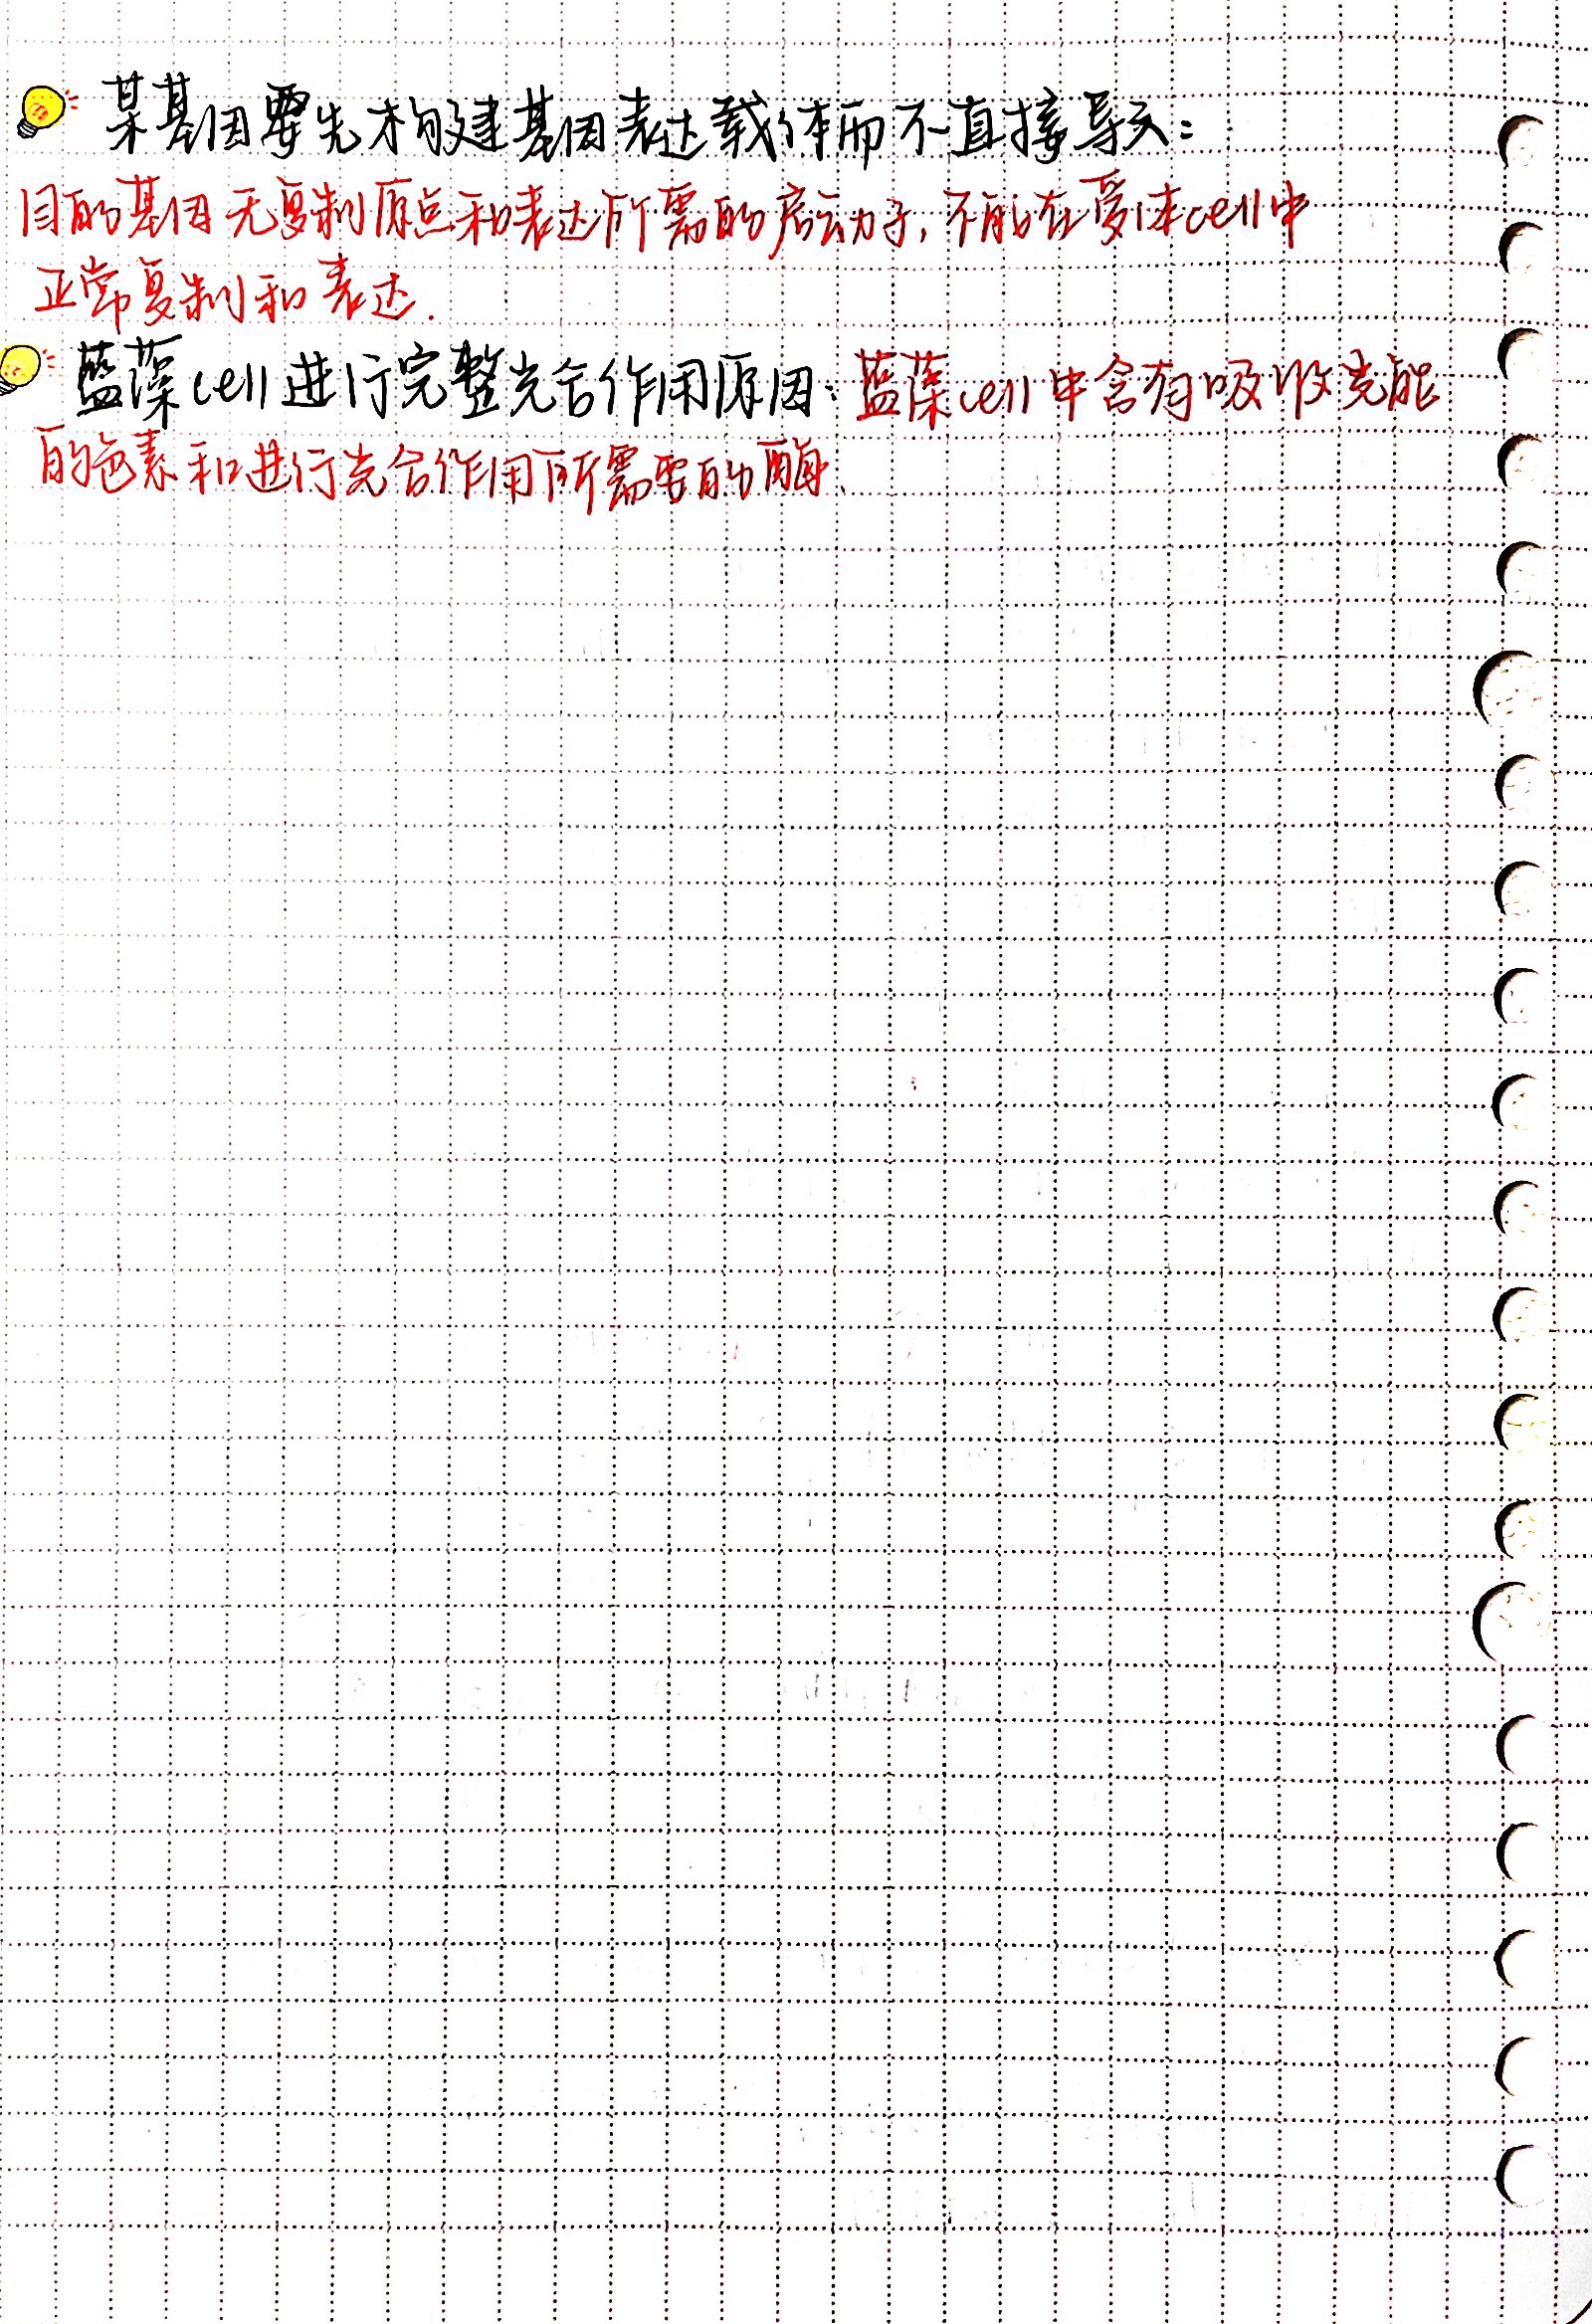 某基因要先构建基因表达载体而不直接导入:
目的基因无复制原点和表达所需的启动子,不能在受体cell中
正常复制和表达.
蓝藻cell进行完整光合作用原因:蓝藻cell中含有吸收光能
的色素和进行光合作用所需要的酶.